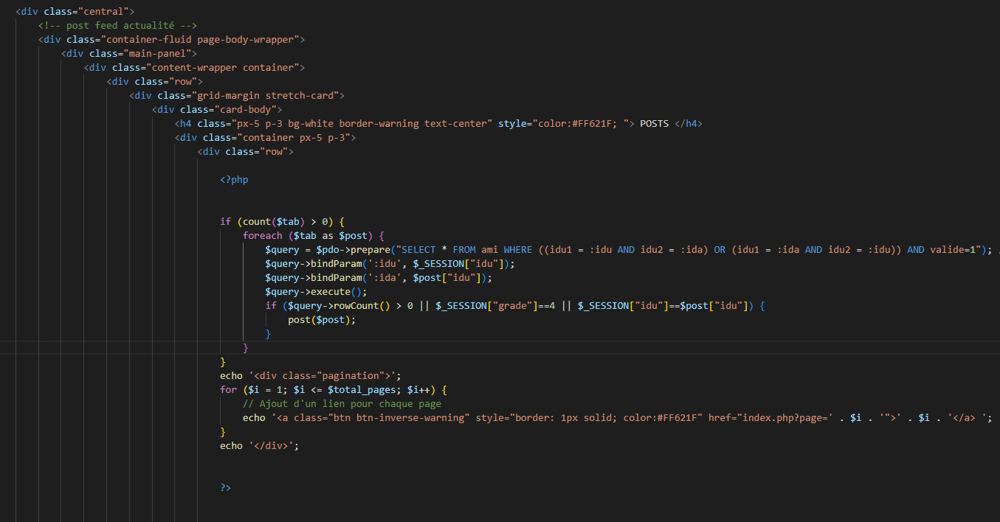 <div class="central">
<!-- post feed actualité -->
<div class="container-fluid page-body-wrapper">
<div class="main-panel">
<div class="content-wrapper container">
<div class="row">
<div class="grid-margin stretch-card">
<div class="card-body">
<h4 class="px-5 p-3 bg-white border-warning text-center" style="color:#FF621F; "> POSTS </h4>
<div class="container px-5 p-3">
<div class="row">
<?php
if (count($tab) > 0) {
foreach ($tab as $post) {
$query = $pdo->prepare("SELECT * FROM ami WHERE ((idu1 = :idu AND idu2 = :ida) OR (idu1 = :ida AND idu2 = :idu)) AND valide=1");
$query->bindParam(':idu', $_SESSION["idu"]);
$query->bindParam(':ida', $post["idu"]);
$query->execute();
if ($query->rowCount() > 0 || $_SESSION["grade"]==4 || $_SESSION["idu"]==$post["idu"]) {
post($post);
}
}
}
echo '<div class="pagination">';
for ($i = 1; $i <= $total_pages; $i++) {
// Ajout d'un lien pour chaque page
echo '<a class="btn btn-inverse-warning" style="border: 1px solid; color:#FF621F" href="index.php?page=' . $i . '">' . $i . '</a> ';
}
echo '</div>';
?>